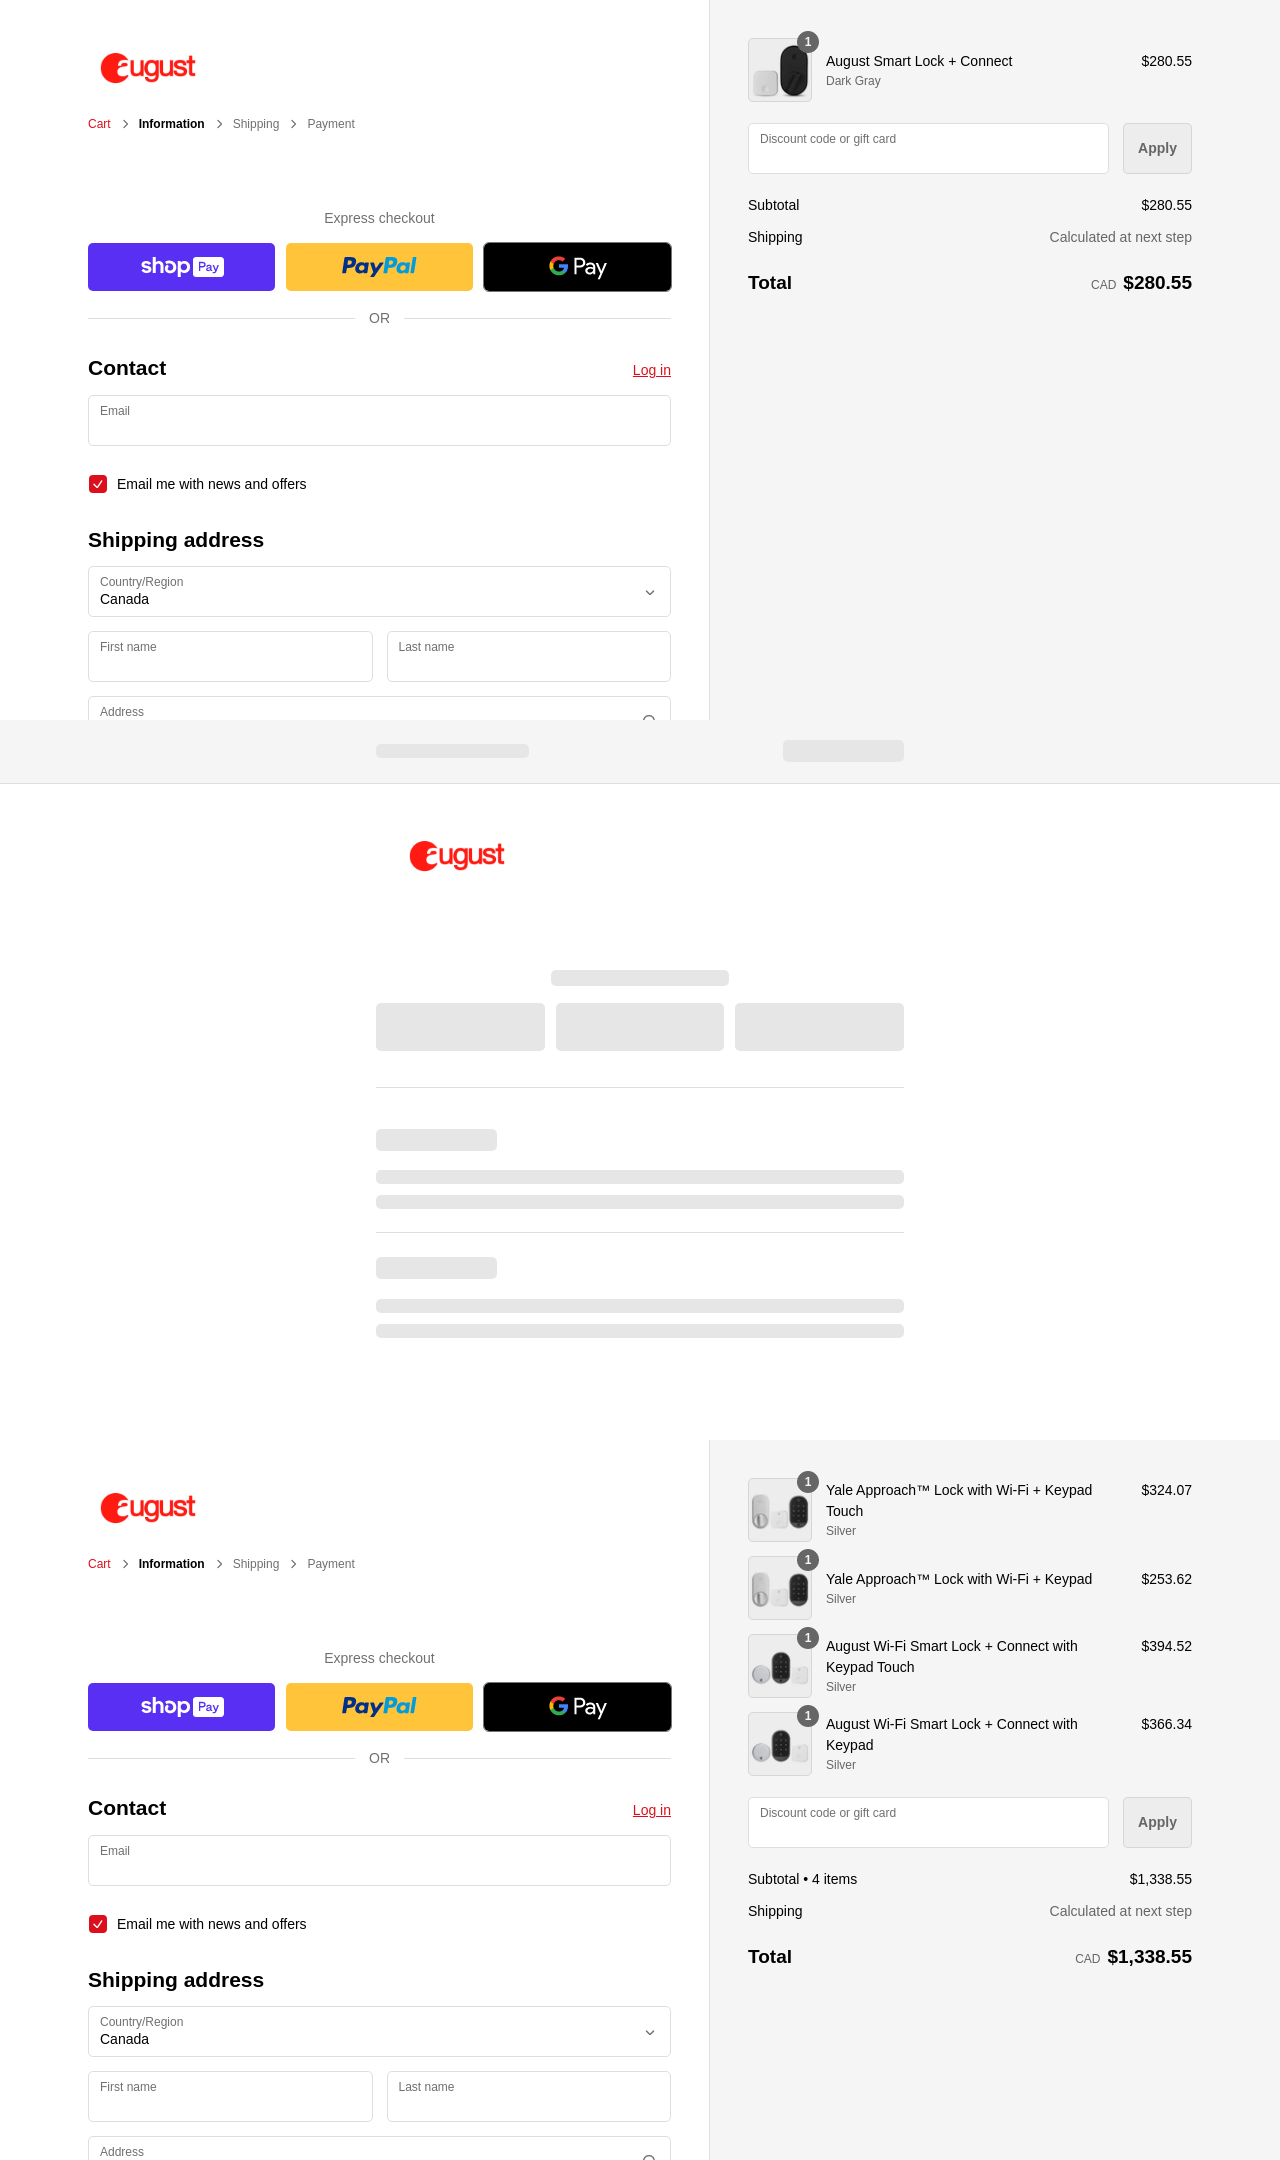 august
Cart
Information
Shipping
Payment
Express checkout
shop Pay
PayPal
G Pay
OR
Contact
Log in
Email
Email me with news and offers
Shipping address
Country/Region
Canada
First name
Last name
Address
1
August Smart Lock + Connect
Dark Gray
$280.55
Discount code or gift card
Apply
Subtotal
$280.55
Shipping
Calculated at next step
Total
CAD $280.55
august
august
Cart
Information
Shipping
Payment
Express checkout
shop Pay
PayPal
G Pay
OR
Contact
Log in
Email
Email me with news and offers
Shipping address
Country/Region
Canada
First name
Last name
Address
1
Yale Approach™ Lock with Wi-Fi + Keypad
Touch
Silver
$324.07
1
Yale Approach™ Lock with Wi-Fi + Keypad
Silver
$253.62
1
August Wi-Fi Smart Lock + Connect with
Keypad Touch
Silver
$394.52
1
August Wi-Fi Smart Lock + Connect with
Keypad
Silver
$366.34
Discount code or gift card
Apply
Subtotal • 4 items
$1,338.55
Shipping
Calculated at next step
Total
CAD $1,338.55